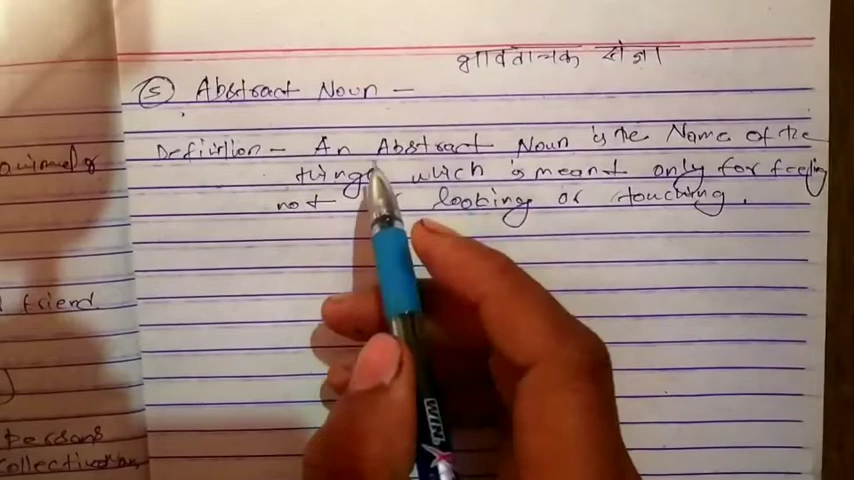 भाववाचक संज्ञा
(5) Abstract Noun -
Definition - An Abstract Noun is the Name of the
things which is meant only for feeling
not looking or touching.
friend
persons
collective
WIN